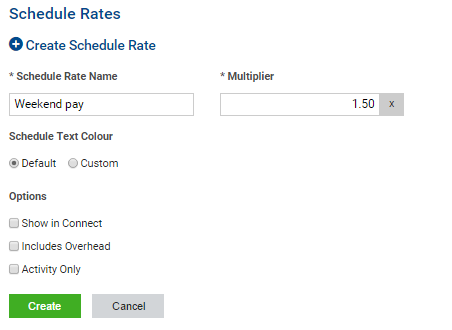 Schedule Rates
Create Schedule Rate
* Schedule Rate Name * Multiplier
Weekend pay 1.50 x
Schedule Text Colour
Default Custom
Options
Show in Connect
Includes Overhead
Activity Only
Create Cancel